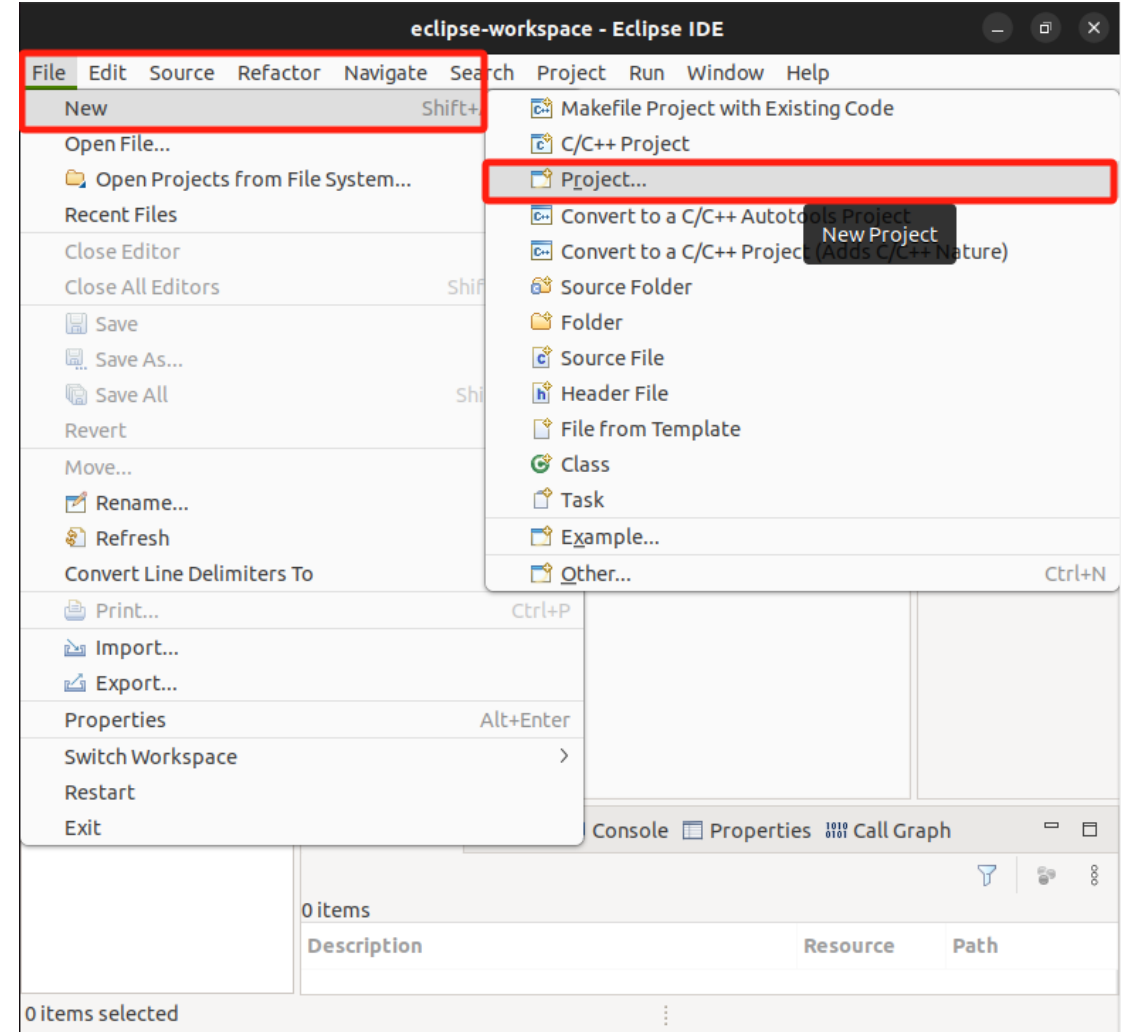 eclipse-workspace - Eclipse IDE
File Edit Source Refactor Navigate Search Project Run Window Help
New Shift+
Open File...
Open Projects from File System...
Recent Files
Close Editor
Close All Editors Shif
Save
Save As...
Save All Shi
Revert
Move...
Rename...
Refresh
Convert Line Delimiters To
Print... Ctrl+P
Import...
Export...
Properties Alt+Enter
Switch Workspace
Restart
Exit
Makefile Project with Existing Code
C/C++ Project
Project...
Convert to a C/C++ Autotools Project
New Project
Convert to a C/C++ Project (Adds C/C++ Nature)
Source Folder
Folder
Source File
Header File
File from Template
Class
Task
Example...
Other... Ctrl+N
Console Properties Call Graph
0 items
Description Resource Path
0 items selected